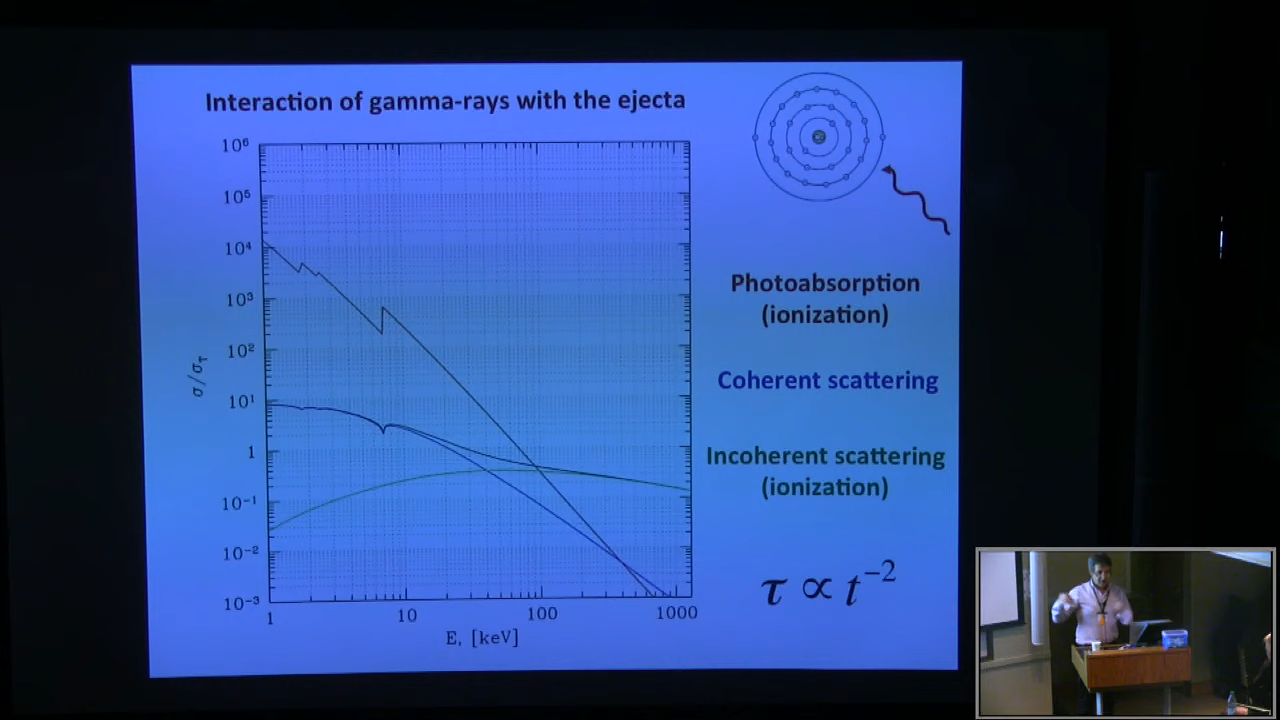 Interaction of gamma-rays with the ejecta
10⁶
10⁵
10⁴
10³
10²
10¹
1
10⁻¹
10⁻²
10⁻³
σ/σ_T
1
10
100
1000
E, [keV]
Photoabsorption
(ionization)
Coherent scattering
Incoherent scattering
(ionization)
τ ∝ t⁻²